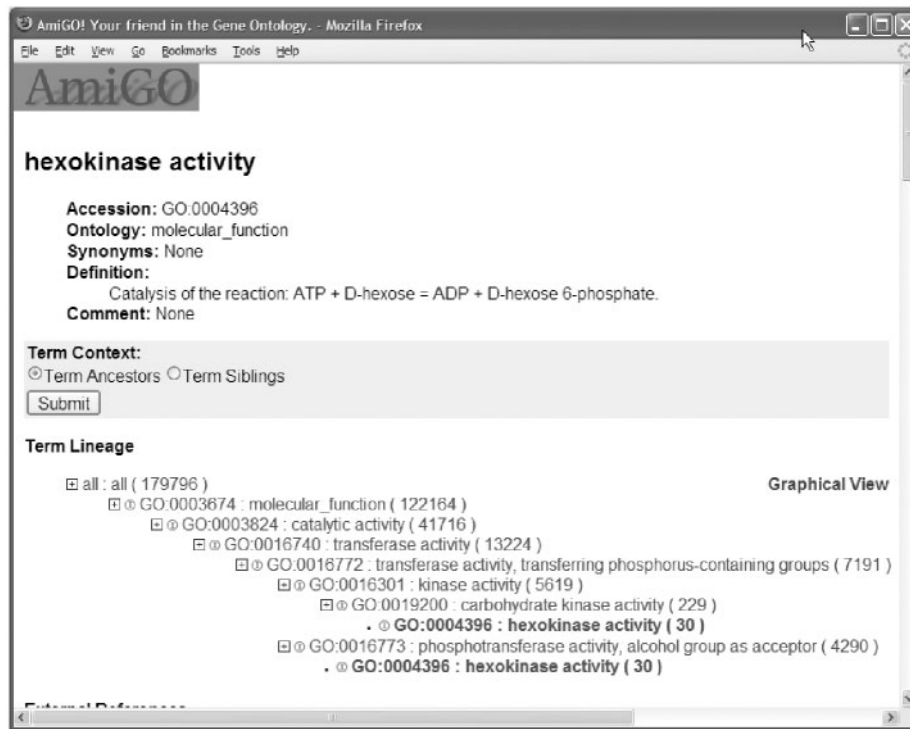 AmiGO! Your friend in the Gene Ontology. - Mozilla Firefox
File Edit View Go Bookmarks Tools Help
AmiGO
hexokinase activity
Accession: GO:0004396
Ontology: molecular_function
Synonyms: None
Definition:
Catalysis of the reaction: ATP + D-hexose = ADP + D-hexose 6-phosphate.
Comment: None
Term Context:
Term Ancestors Term Siblings
Submit
Term Lineage
all : all ( 179796 ) Graphical View
GO:0003674 : molecular_function ( 122164 )
GO:0003824 : catalytic activity ( 41716 )
GO:0016740 : transferase activity ( 13224 )
GO:0016772 : transferase activity, transferring phosphorus-containing groups ( 7191 )
GO:0016301 : kinase activity ( 5619 )
GO:0019200 : carbohydrate kinase activity ( 229 )
GO:0004396 : hexokinase activity ( 30 )
GO:0016773 : phosphotransferase activity, alcohol group as acceptor ( 4290 )
GO:0004396 : hexokinase activity ( 30 )
External References